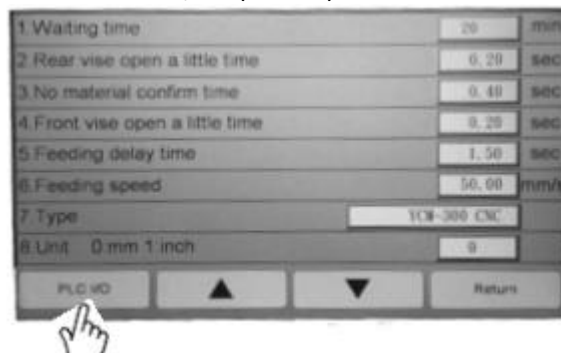 1.Waiting time 20 min
2.Rear vise open a little time 0.20 sec
3.No material confirm time 0.40 sec
4.Front vise open a little time 0.20 sec
5.Feeding delay time 1.50 sec
6.Feeding speed 50.00 mm/
7.Type CNC
8.Unit 0 mm 1 inch 0
PLC I/O ▲ ▼ Return